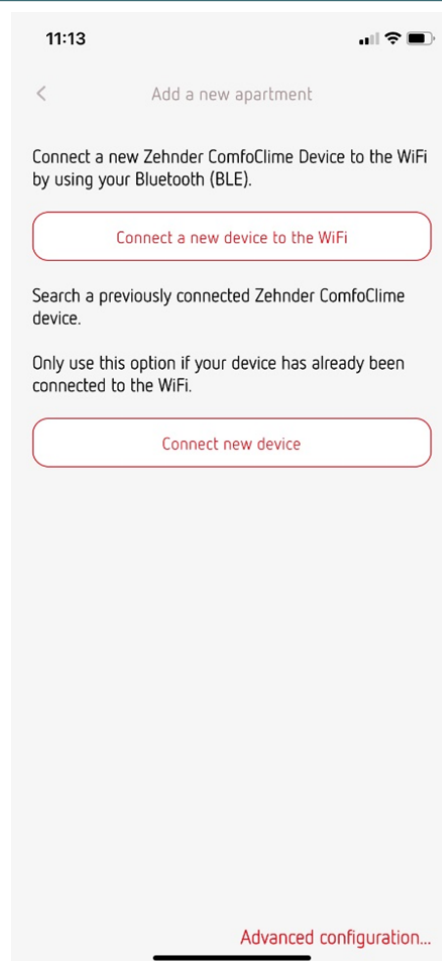 11:13
Add a new apartment
Connect a new Zehnder ComfoClime Device to the WiFi
by using your Bluetooth (BLE).
Connect a new device to the WiFi
Search a previously connected Zehnder ComfoClime
device.
Only use this option if your device has already been
connected to the WiFi.
Connect new device
Advanced configuration...